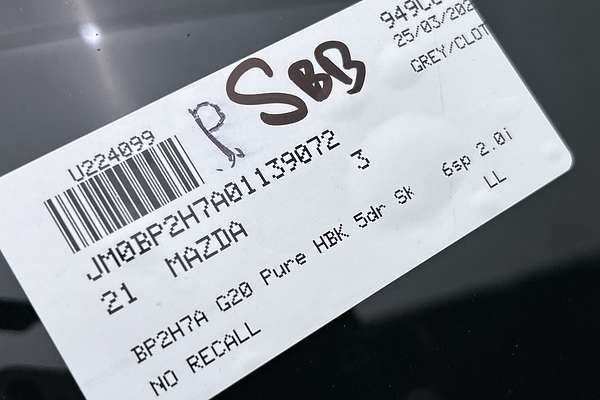 949CC
25/03/202
GREY/CLOT
P. SBB
U224099
JM0BP2H7A01139072
21 MAZDA 3
BP2H7A G20 Pure HBK 5dr Sk 6sp 2.0i
NO RECALL LL